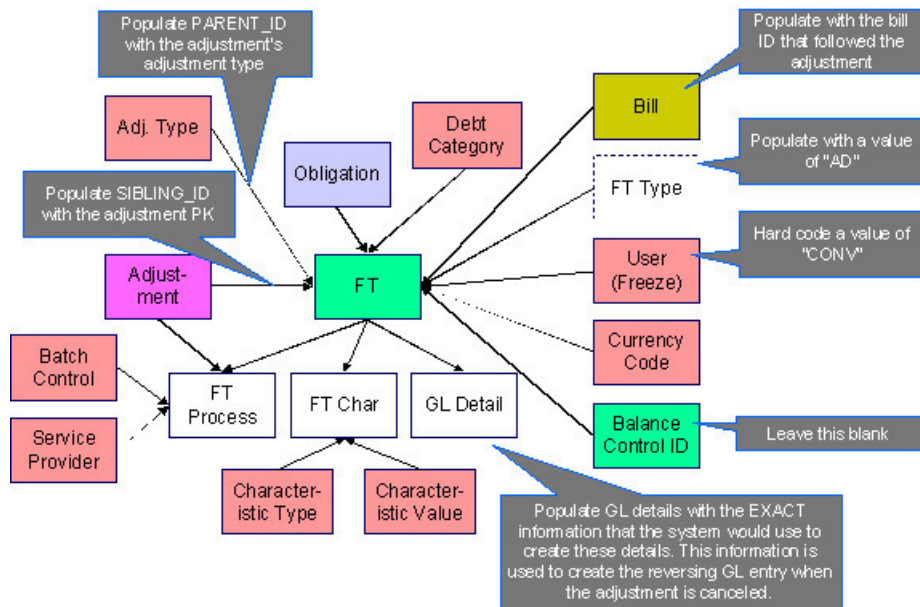 Populate PARENT_ID
with the adjustment's
adjustment type
Populate with the bill
ID that followed the
adjustment
Adj. Type
Debt
Category
Bill
Obligation
Populate with a value
of "AD"
FT Type
Populate SIBLING_ID
with the adjustment PK
Hard code a value of
"CONV"
User
(Freeze)
Adjust-
ment
FT
Currency
Code
Batch
Control
FT
Process
FT Char
GL Detail
Service
Provider
Balance
Control ID
Leave this blank
Character-
istic Type
Character-
istic Value
Populate GL details with the EXACT
information that the system would use to
create these details. This information is
used to create the reversing GL entry when
the adjustment is canceled.